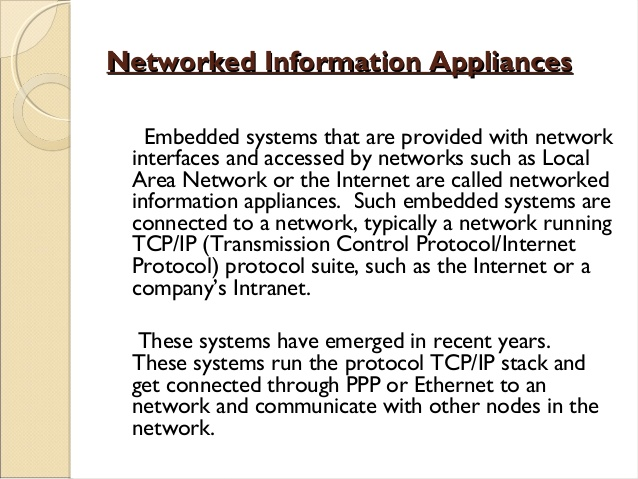 Networked Information Appliances
Embedded systems that are provided with network
interfaces and accessed by networks such as Local
Area Network or the Internet are called networked
information appliances.  Such embedded systems are
connected to a network, typically a network running
TCP/IP (Transmission Control Protocol/Internet
Protocol) protocol suite, such as the Internet or a
company’s Intranet.
These systems have emerged in recent years.
These systems run the protocol TCP/IP stack and
get connected through PPP or Ethernet to an
network and communicate with other nodes in the
network.